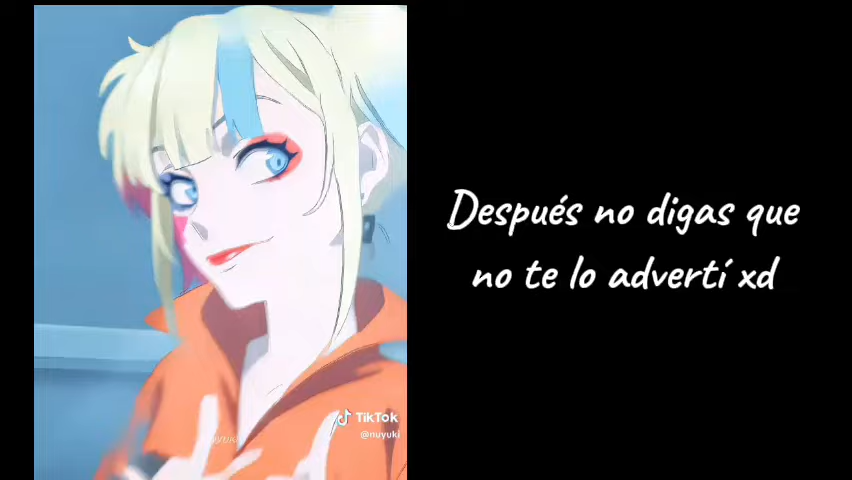 Después no digas que
no te lo advertí xd
TikTok
@nuyuki